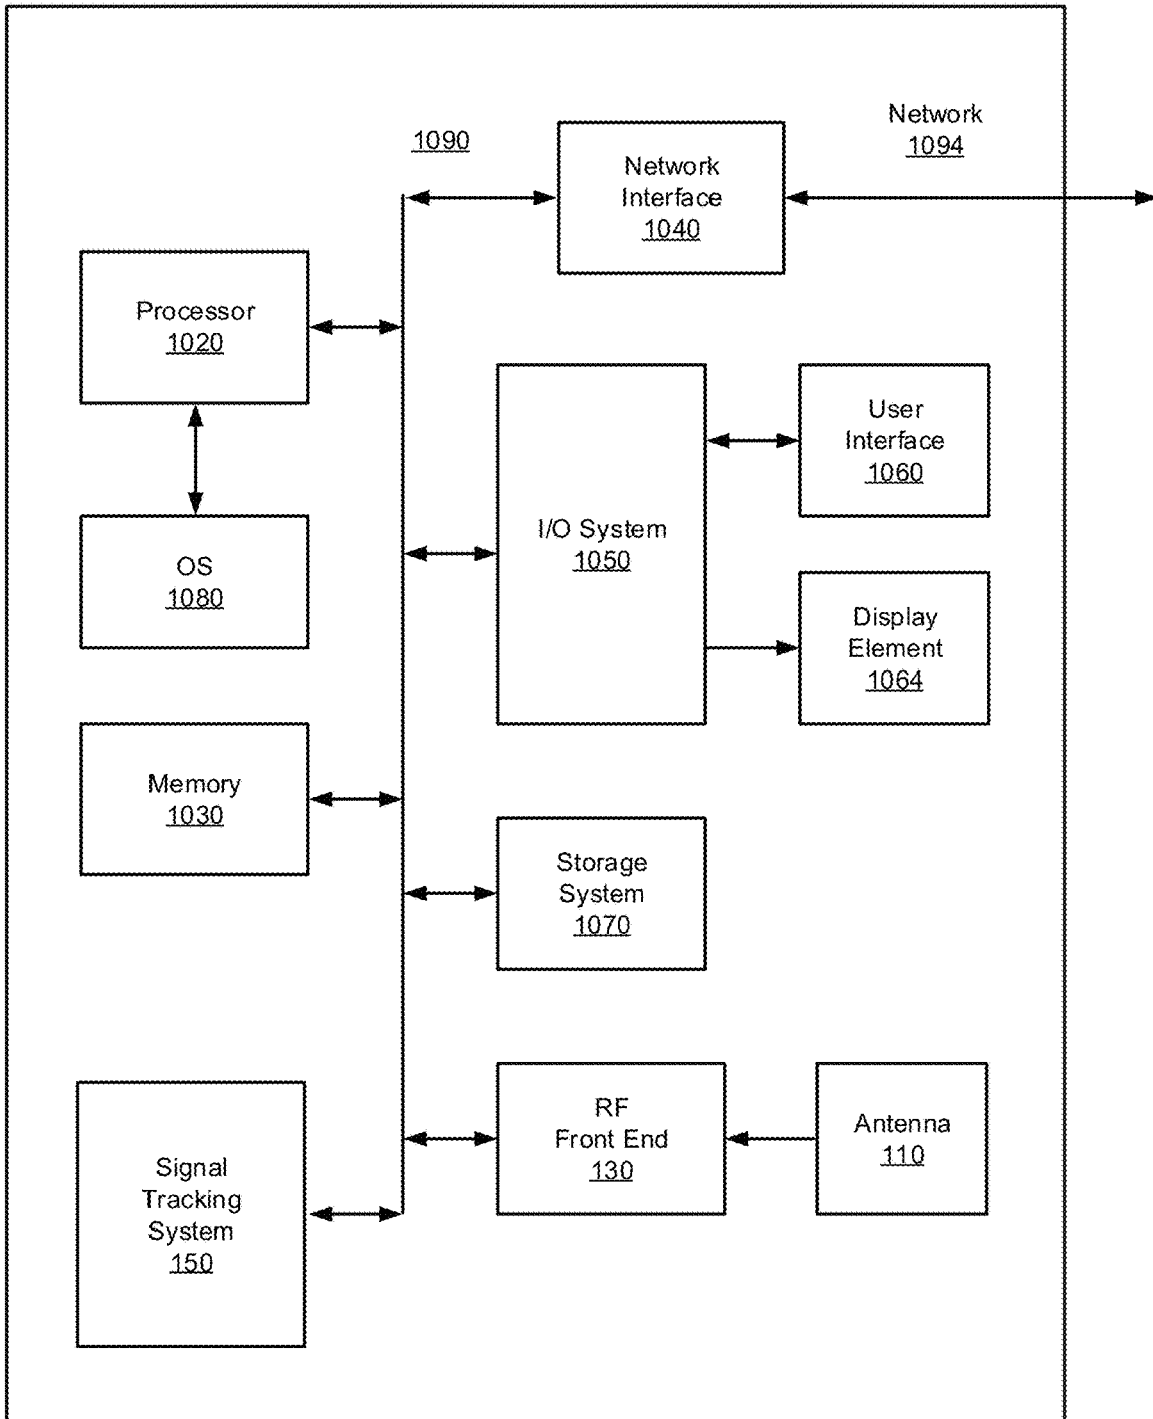 Network
1094
1090
Network
Interface
1040
Processor
1020
User
Interface
1060
I/O System
1050
OS
1080
Display
Element
1064
Memory
1030
Storage
System
1070
RF
Front End
130
Antenna
110
Signal
Tracking
System
150